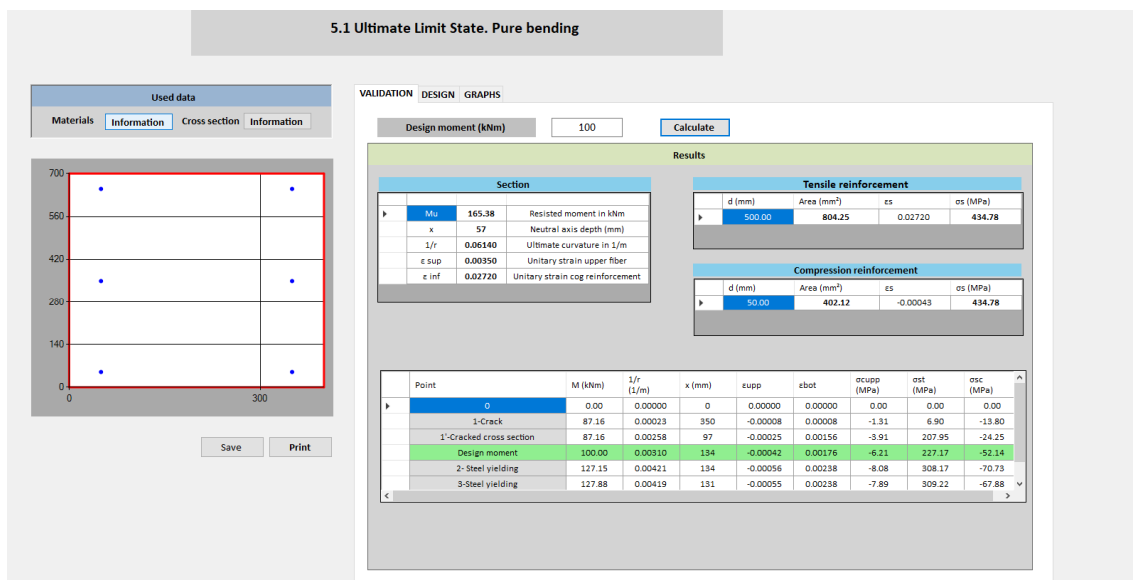 5.1 Ultimate Limit State. Pure bending
Used data
Materials Information Cross section Information
700
560
420
280
140
0
0 300
Save Print
VALIDATION DESIGN GRAPHS
Design moment (kNm) 100 Calculate
Results
Section
Mu 165.38 Resisted moment in kNm
x 57 Neutral axis depth (mm)
1/r 0.06140 Ultimate curvature in 1/m
ε sup 0.00350 Unitary strain upper fiber
ε inf 0.02720 Unitary strain cog reinforcement
Tensile reinforcement
d (mm) Area (mm²) εs σs (MPa)
500.00 804.25 0.02720 434.78
Compression reinforcement
d (mm) Area (mm²) εs σs (MPa)
50.00 402.12 -0.00043 434.78
Point M (kNm) 1/r (1/m) x (mm) εupp εbot σcupp (MPa) σst (MPa) σsc (MPa)
0 0.00 0.00000 0 0.00000 0.00000 0.00 0.00 0.00
1-Crack 87.16 0.00023 350 -0.00008 0.00008 -1.31 6.90 -13.80
1'-Cracked cross section 87.16 0.00258 97 -0.00025 0.00156 -3.91 207.95 -24.25
Design moment 100.00 0.00310 134 -0.00042 0.00176 -6.21 227.17 -52.14
2- Steel yielding 127.15 0.00421 134 -0.00056 0.00238 -8.08 308.17 -70.73
3-Steel yielding 127.88 0.00419 131 -0.00055 0.00238 -7.89 309.22 -67.88